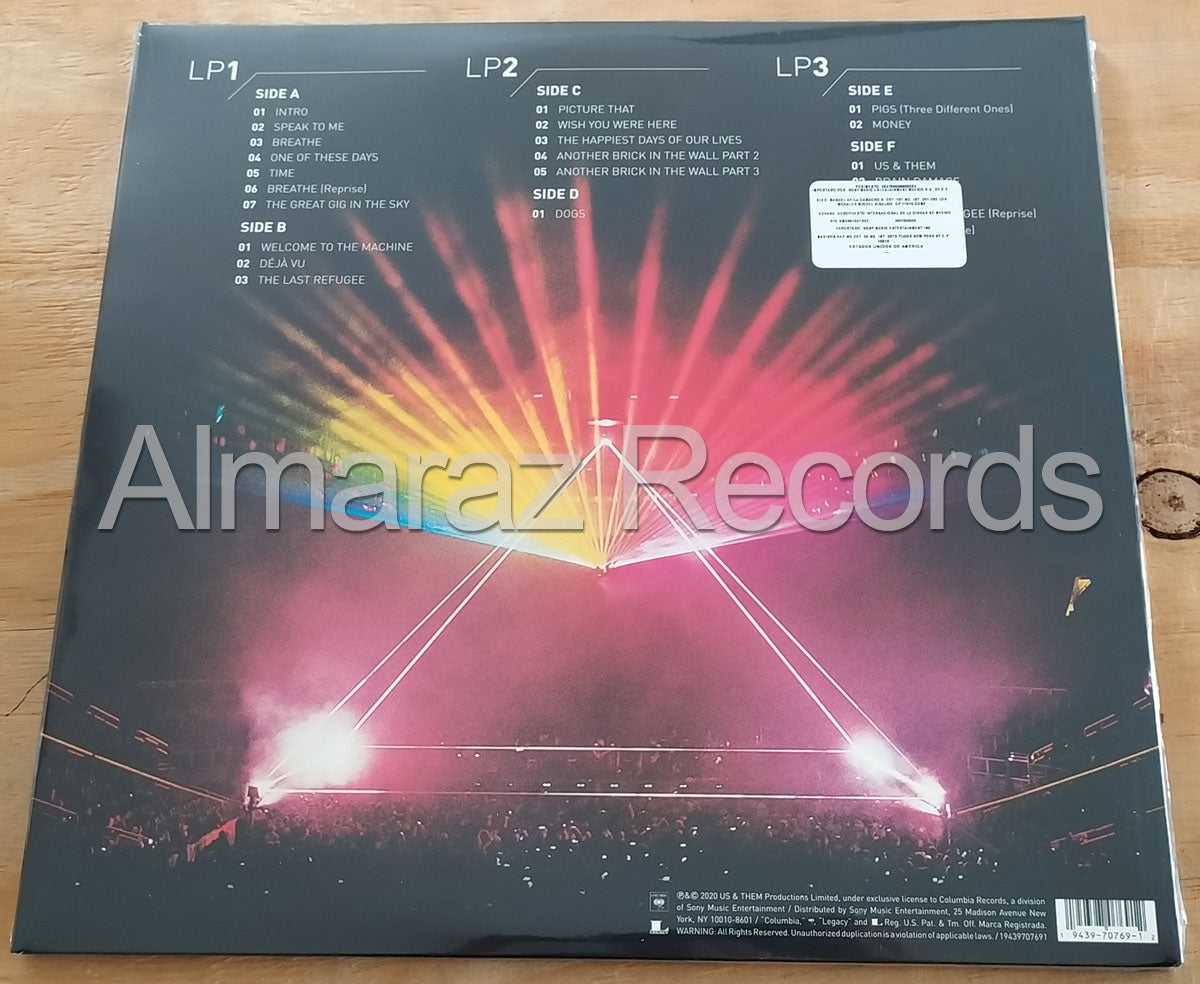 LP1
SIDE A
01 INTRO
02 SPEAK TO ME
03 BREATHE
04 ONE OF THESE DAYS
05 TIME
06 BREATHE (Reprise)
07 THE GREAT GIG IN THE SKY
SIDE B
01 WELCOME TO THE MACHINE
02 DÉJÀ VU
03 THE LAST REFUGEE
LP2
SIDE C
01 PICTURE THAT
02 WISH YOU WERE HERE
03 THE HAPPIEST DAYS OF OUR LIVES
04 ANOTHER BRICK IN THE WALL PART 2
05 ANOTHER BRICK IN THE WALL PART 3
SIDE D
01 DOGS
LP3
SIDE E
01 PIGS (Three Different Ones)
02 MONEY
SIDE F
01 US & THEM
BRAIN DAMAGE
GEE (Reprise)
ESTADOS UNIDOS DE AMERICA
Almaraz Records
℗&© 2020 US & THEM Productions Limited, under exclusive license to Columbia Records, a division
of Sony Music Entertainment / Distributed by Sony Music Entertainment, 25 Madison Avenue New
York, NY 10010-8601 / "Columbia," "Legacy" and Reg. U.S. Pat. & Tm. Off. Marca Registrada.
WARNING: All Rights Reserved. Unauthorized duplication is a violation of applicable laws. / 19439707691
1 9439-70769-1 2